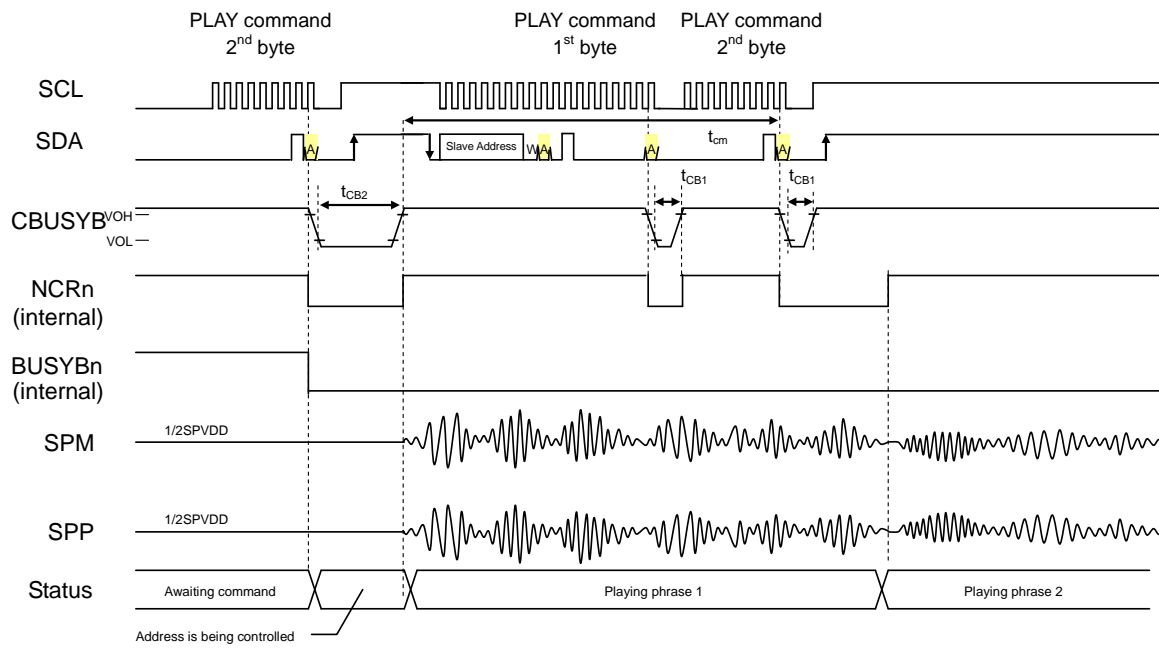 PLAY command
2nd byte
PLAY command
1st byte
PLAY command
2nd byte
SCL
SDA
A
Slave Address
W
A
A
tcm
A
CBUSYB
VOH
VOL
tCB2
tCB1
tCB1
NCRn
(internal)
BUSYBn
(internal)
SPM
1/2SPVDD
SPP
1/2SPVDD
Status
Awaiting command
Playing phrase 1
Playing phrase 2
Address is being controlled